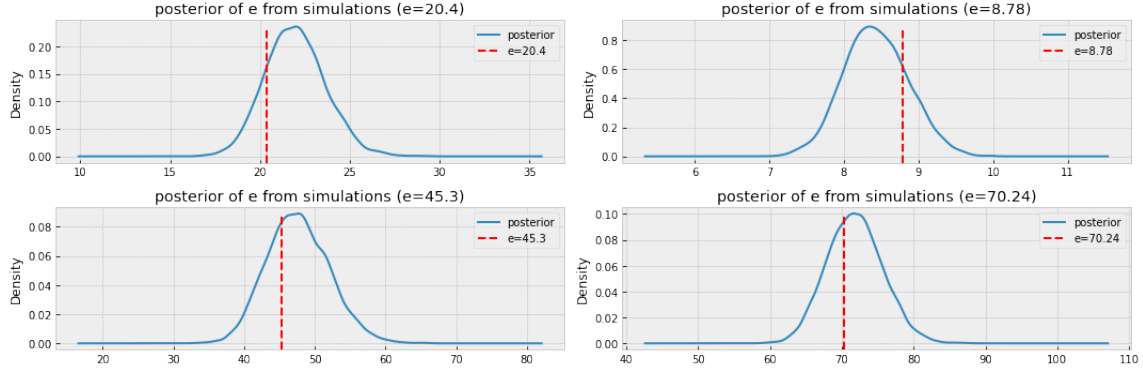 posterior of e from simulations (e=20.4)
Density
0.20
0.15
0.10
0.05
0.00
10 15 20 25 30 35
posterior
e=20.4
posterior of e from simulations (e=8.78)
Density
0.8
0.6
0.4
0.2
0.0
6 7 8 9 10 11
posterior
e=8.78
posterior of e from simulations (e=45.3)
Density
0.08
0.06
0.04
0.02
0.00
20 30 40 50 60 70 80
posterior
e=45.3
posterior of e from simulations (e=70.24)
Density
0.10
0.08
0.06
0.04
0.02
0.00
40 50 60 70 80 90 100 110
posterior
e=70.24